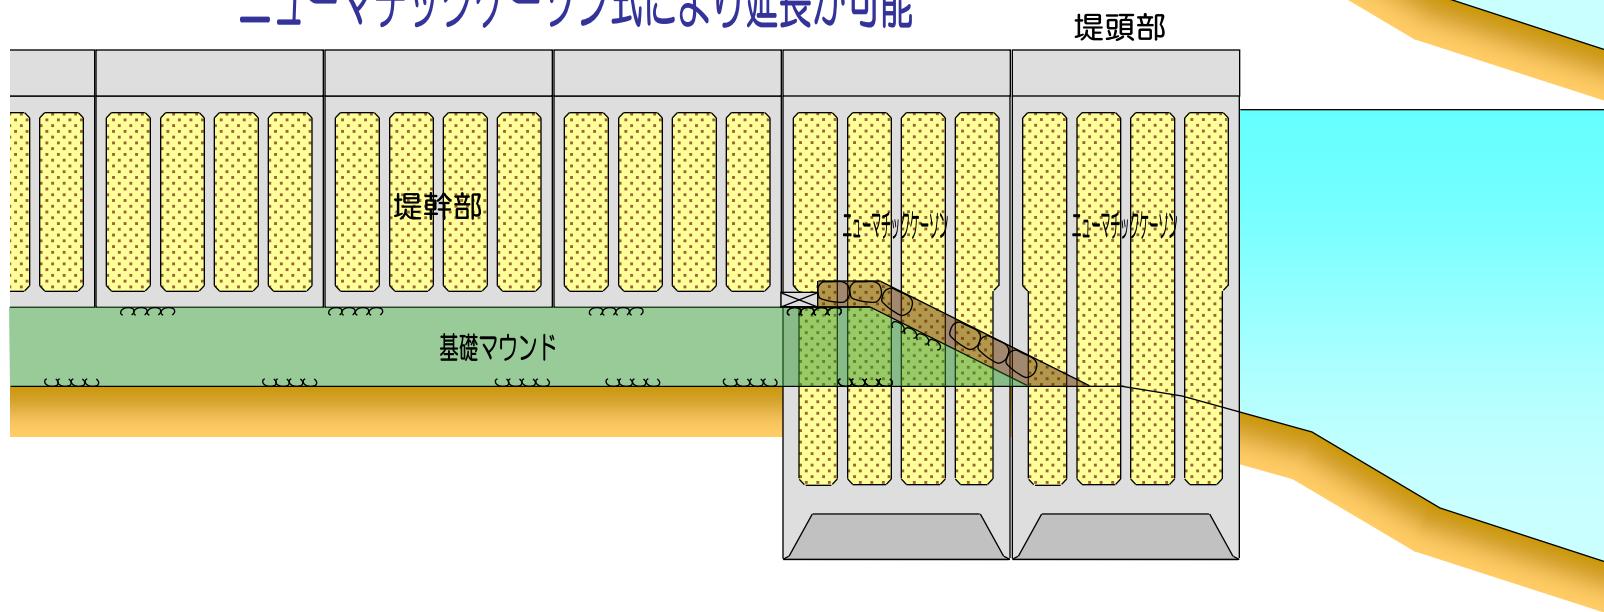 ニューマチックケーソン式により延長が可能
堤頭部
堤幹部
ニューマチックケーソン
ニューマチックケーソン
基礎マウンド